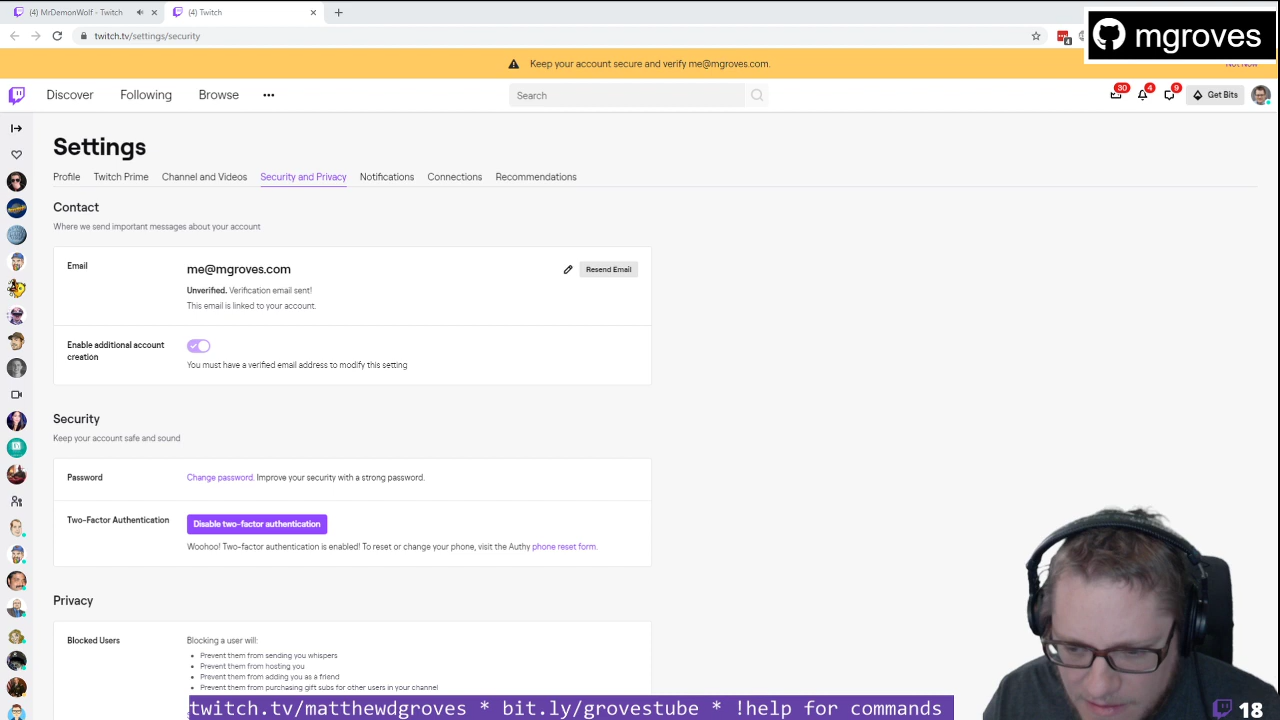 (4) MrDemonWolf - Twitch
(4) Twitch
twitch.tv/settings/security
mgroves
4
Keep your account secure and verify me@mgroves.com.
Not Now
Discover
Following
Browse
Search
30
4
9
Get Bits
Settings
Profile
Twitch Prime
Channel and Videos
Security and Privacy
Notifications
Connections
Recommendations
Contact
Where we send important messages about your account
Email
me@mgroves.com
Resend Email
Unverified. Verification email sent!
This email is linked to your account.
Enable additional account
creation
You must have a verified email address to modify this setting
Security
Keep your account safe and sound
Password
Change password. Improve your security with a strong password.
Two-Factor Authentication
Disable two-factor authentication
Woohoo! Two-factor authentication is enabled! To reset or change your phone, visit the Authy phone reset form.
Privacy
Blocked Users
Blocking a user will:
Prevent them from sending you whispers
Prevent them from hosting you
Prevent them from adding you as a friend
Prevent them from purchasing gift subs for other users in your channel
twitch.tv/matthewdgroves * bit.ly/grovestube * !help for commands
18